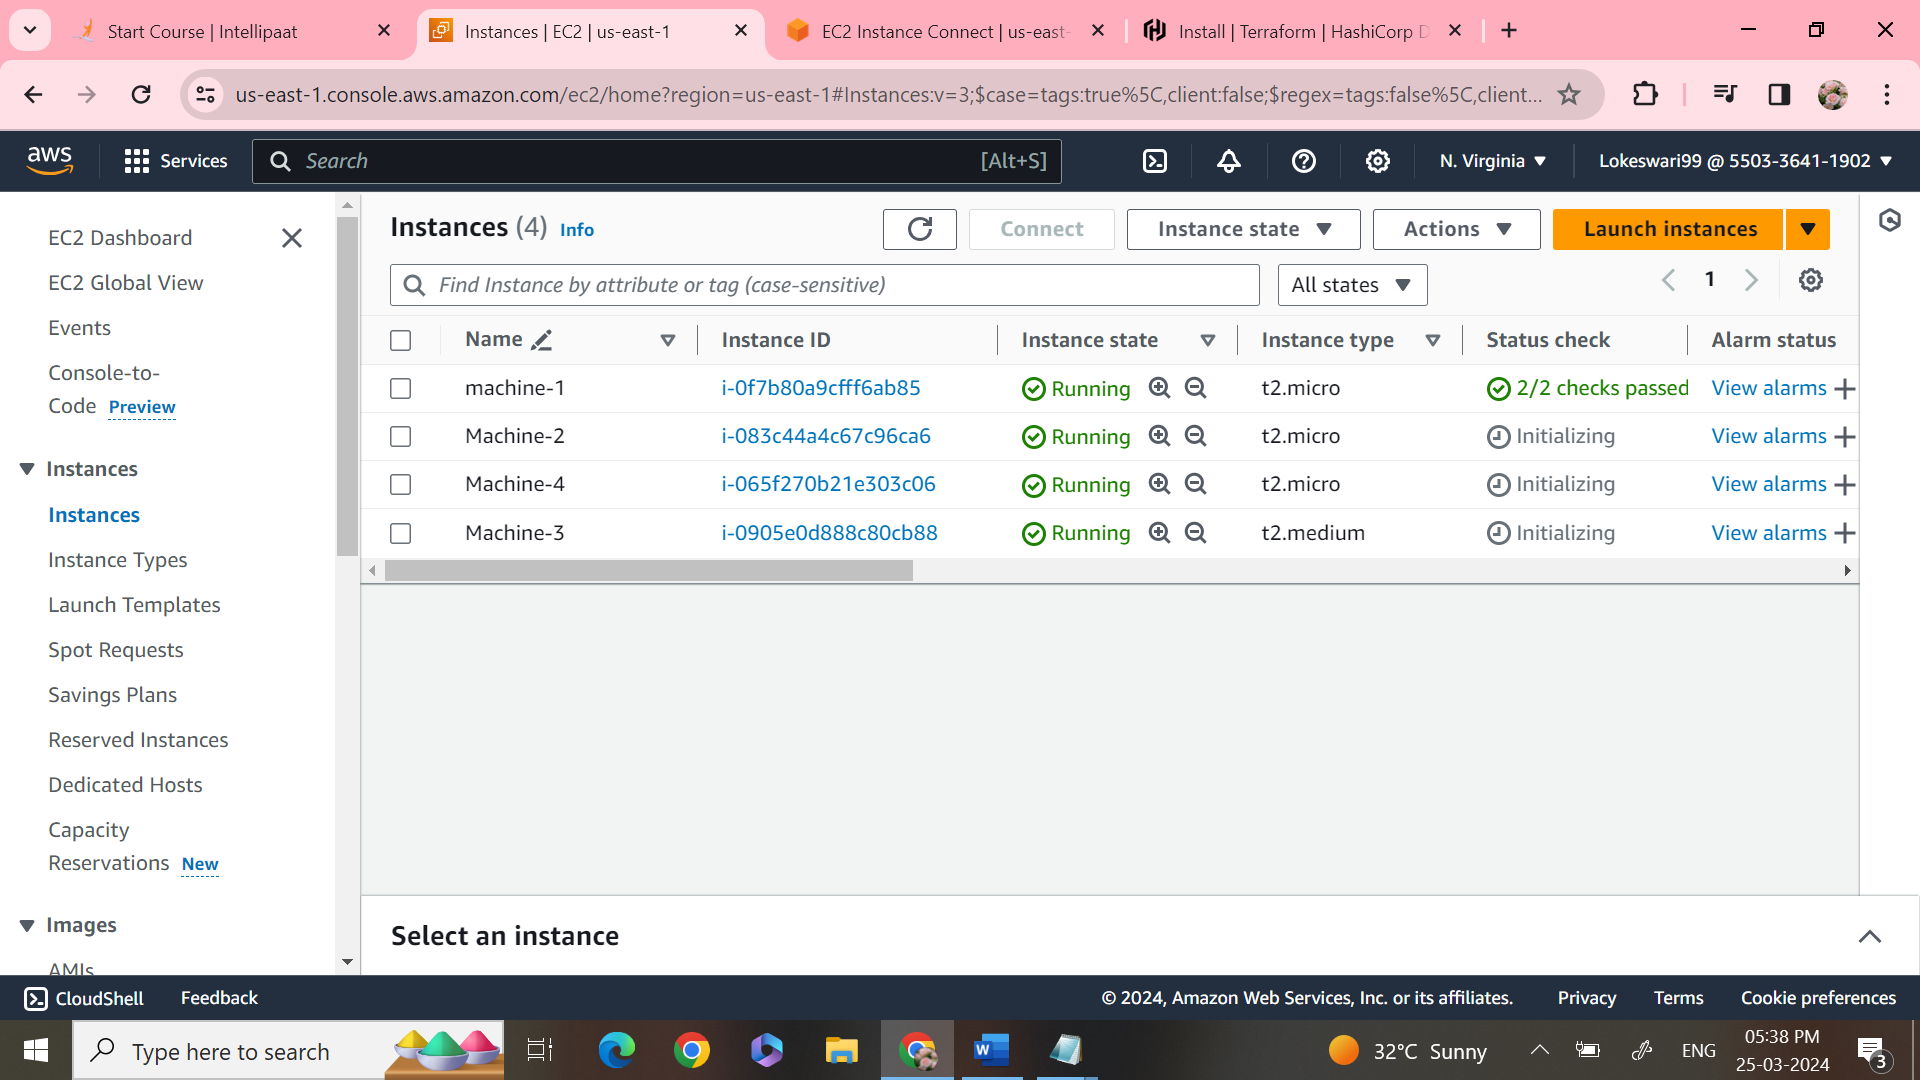 Start Course | Intellipaat
Instances | EC2 | us-east-1
EC2 Instance Connect | us-east-
Install | Terraform | HashiCorp D
us-east-1.console.aws.amazon.com/ec2/home?region=us-east-1#Instances:v=3;$case=tags:true%5C,client:false;$regex=tags:false%5C,client...
aws
Services
Search
[Alt+S]
N. Virginia
Lokeswari99 @ 5503-3641-1902
EC2 Dashboard
EC2 Global View
Events
Console-to-
Code Preview
Instances
Instances
Instance Types
Launch Templates
Spot Requests
Savings Plans
Reserved Instances
Dedicated Hosts
Capacity
Reservations New
Images
AMIs
Instances (4) Info
Connect
Instance state
Actions
Launch instances
Find Instance by attribute or tag (case-sensitive)
All states
1
Name Instance ID Instance state Instance type Status check Alarm status
machine-1 i-0f7b80a9cfff6ab85 Running t2.micro 2/2 checks passed View alarms
Machine-2 i-083c44a4c67c96ca6 Running t2.micro Initializing View alarms
Machine-4 i-065f270b21e303c06 Running t2.micro Initializing View alarms
Machine-3 i-0905e0d888c80cb88 Running t2.medium Initializing View alarms
Select an instance
CloudShell Feedback © 2024, Amazon Web Services, Inc. or its affiliates. Privacy Terms Cookie preferences
Type here to search
32°C Sunny
ENG
05:38 PM
25-03-2024
3